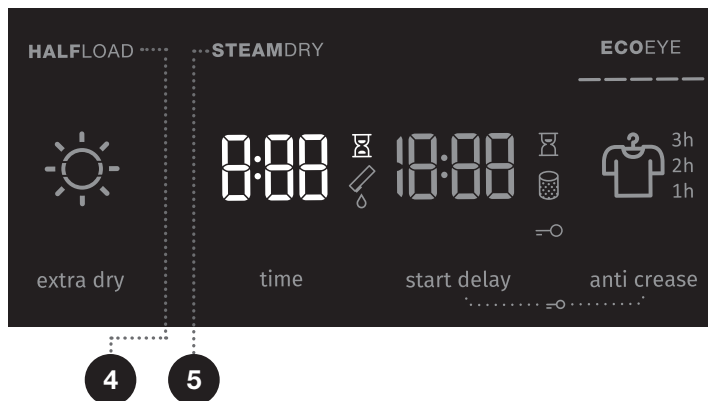 HALFLOAD
STEAMDRY
ECOEYE
8:88
18:88
3h
2h
1h
extra dry
time
start delay
anti crease
4
5